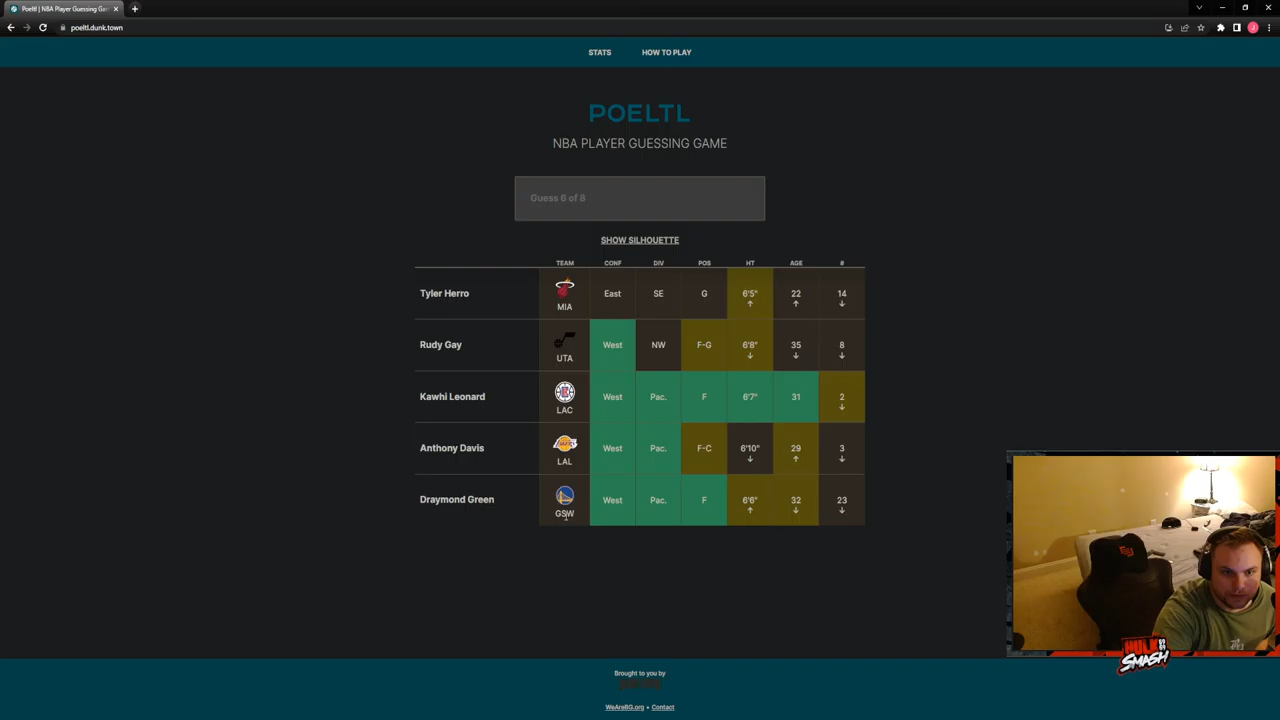 Poeltl | NBA Player Guessing Gam
poeltl.dunk.town
STATS HOW TO PLAY
POELTL
NBA PLAYER GUESSING GAME
Guess 6 of 8
SHOW SILHOUETTE
TEAM CONF DIV POS HT AGE #
Tyler Herro MIA East SE G 6'5" ↑ 22 ↑ 14 ↓
Rudy Gay UTA West NW F-G 6'8" ↓ 35 ↓ 8 ↓
Kawhi Leonard LAC West Pac. F 6'7" 31 2 ↓
Anthony Davis LAL West Pac. F-C 6'10" ↓ 29 ↑ 3 ↓
Draymond Green GSW West Pac. F 6'6" ↑ 32 ↓ 23 ↓
HULK
SMASH
Brought to you by
WeAreBG.org • Contact